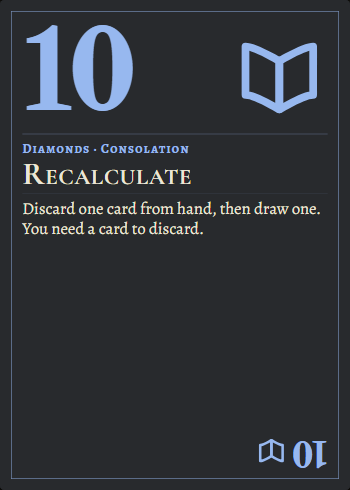 10
Diamonds · Consolation
Recalculate
Discard one card from hand, then draw one.
You need a card to discard.
10